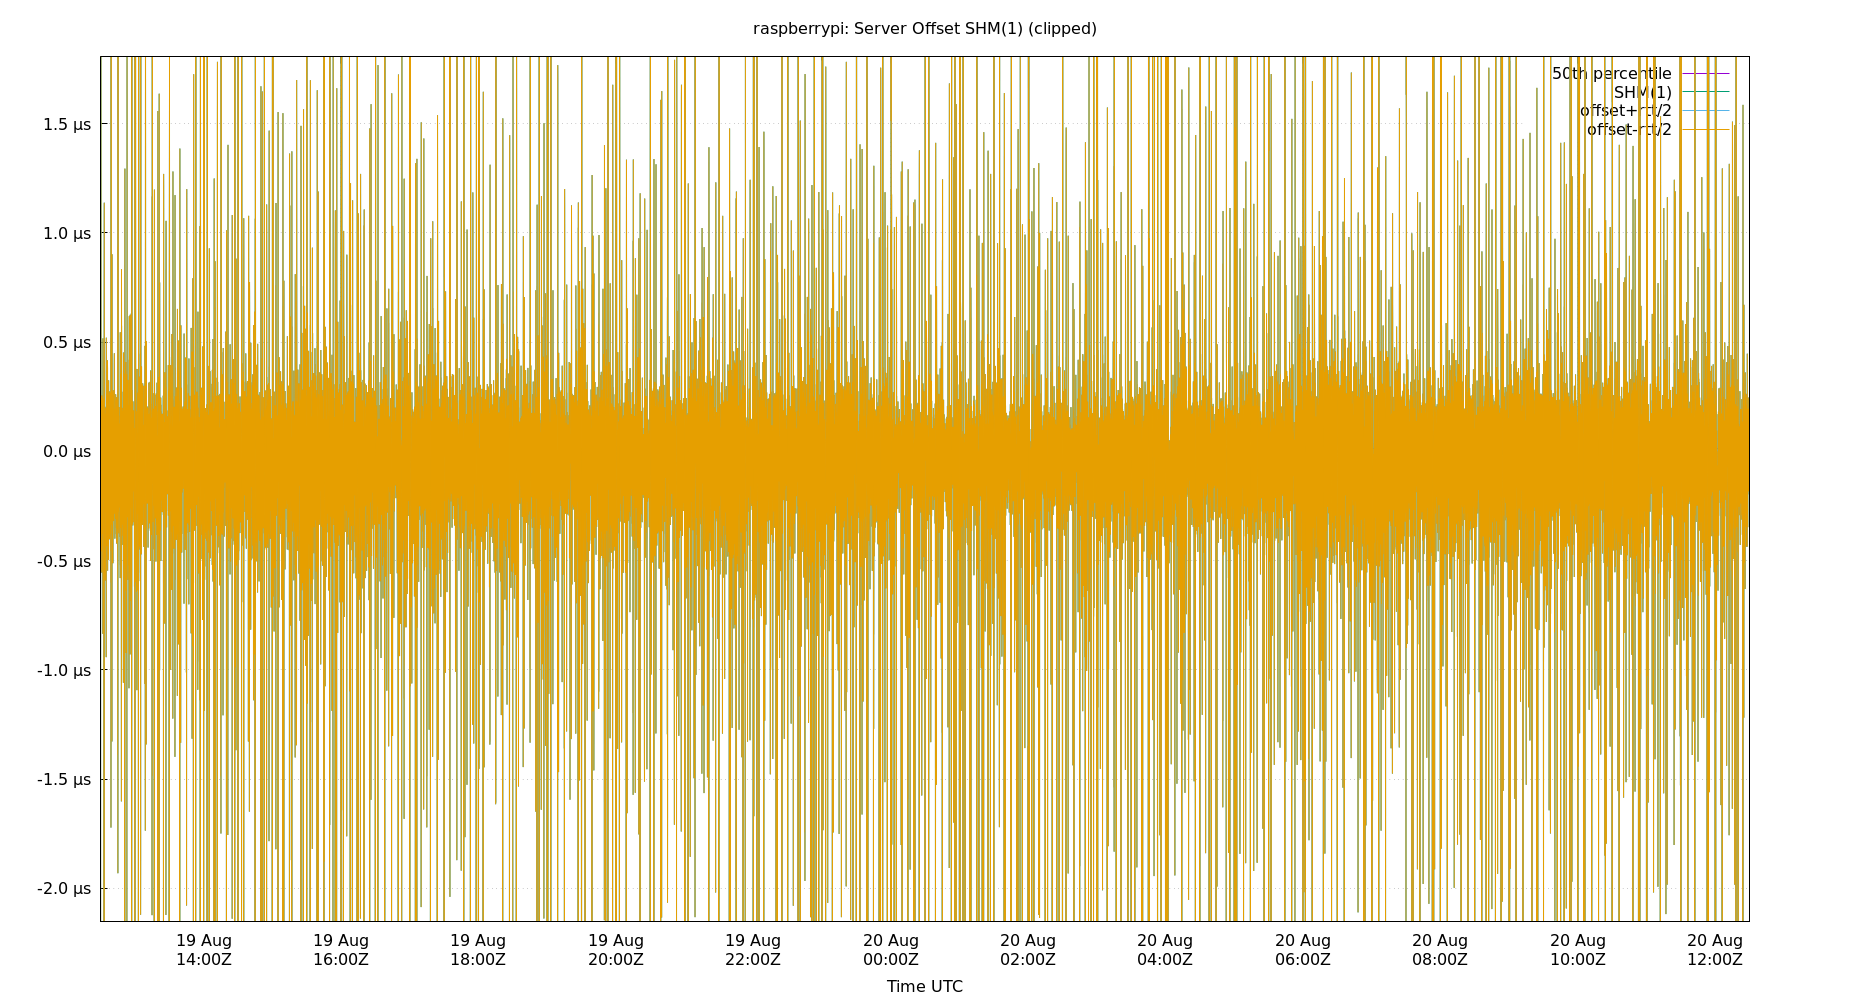 raspberrypi: Server Offset SHM(1) (clipped)
50th percentile
SHM(1)
offset+rtt/2
offset-rtt/2
1.5 µs
1.0 µs
0.5 µs
0.0 µs
-0.5 µs
-1.0 µs
-1.5 µs
-2.0 µs
19 Aug 19 Aug 19 Aug 19 Aug 19 Aug 20 Aug 20 Aug 20 Aug 20 Aug 20 Aug 20 Aug 20 Aug
14:00Z 16:00Z 18:00Z 20:00Z 22:00Z 00:00Z 02:00Z 04:00Z 06:00Z 08:00Z 10:00Z 12:00Z
Time UTC